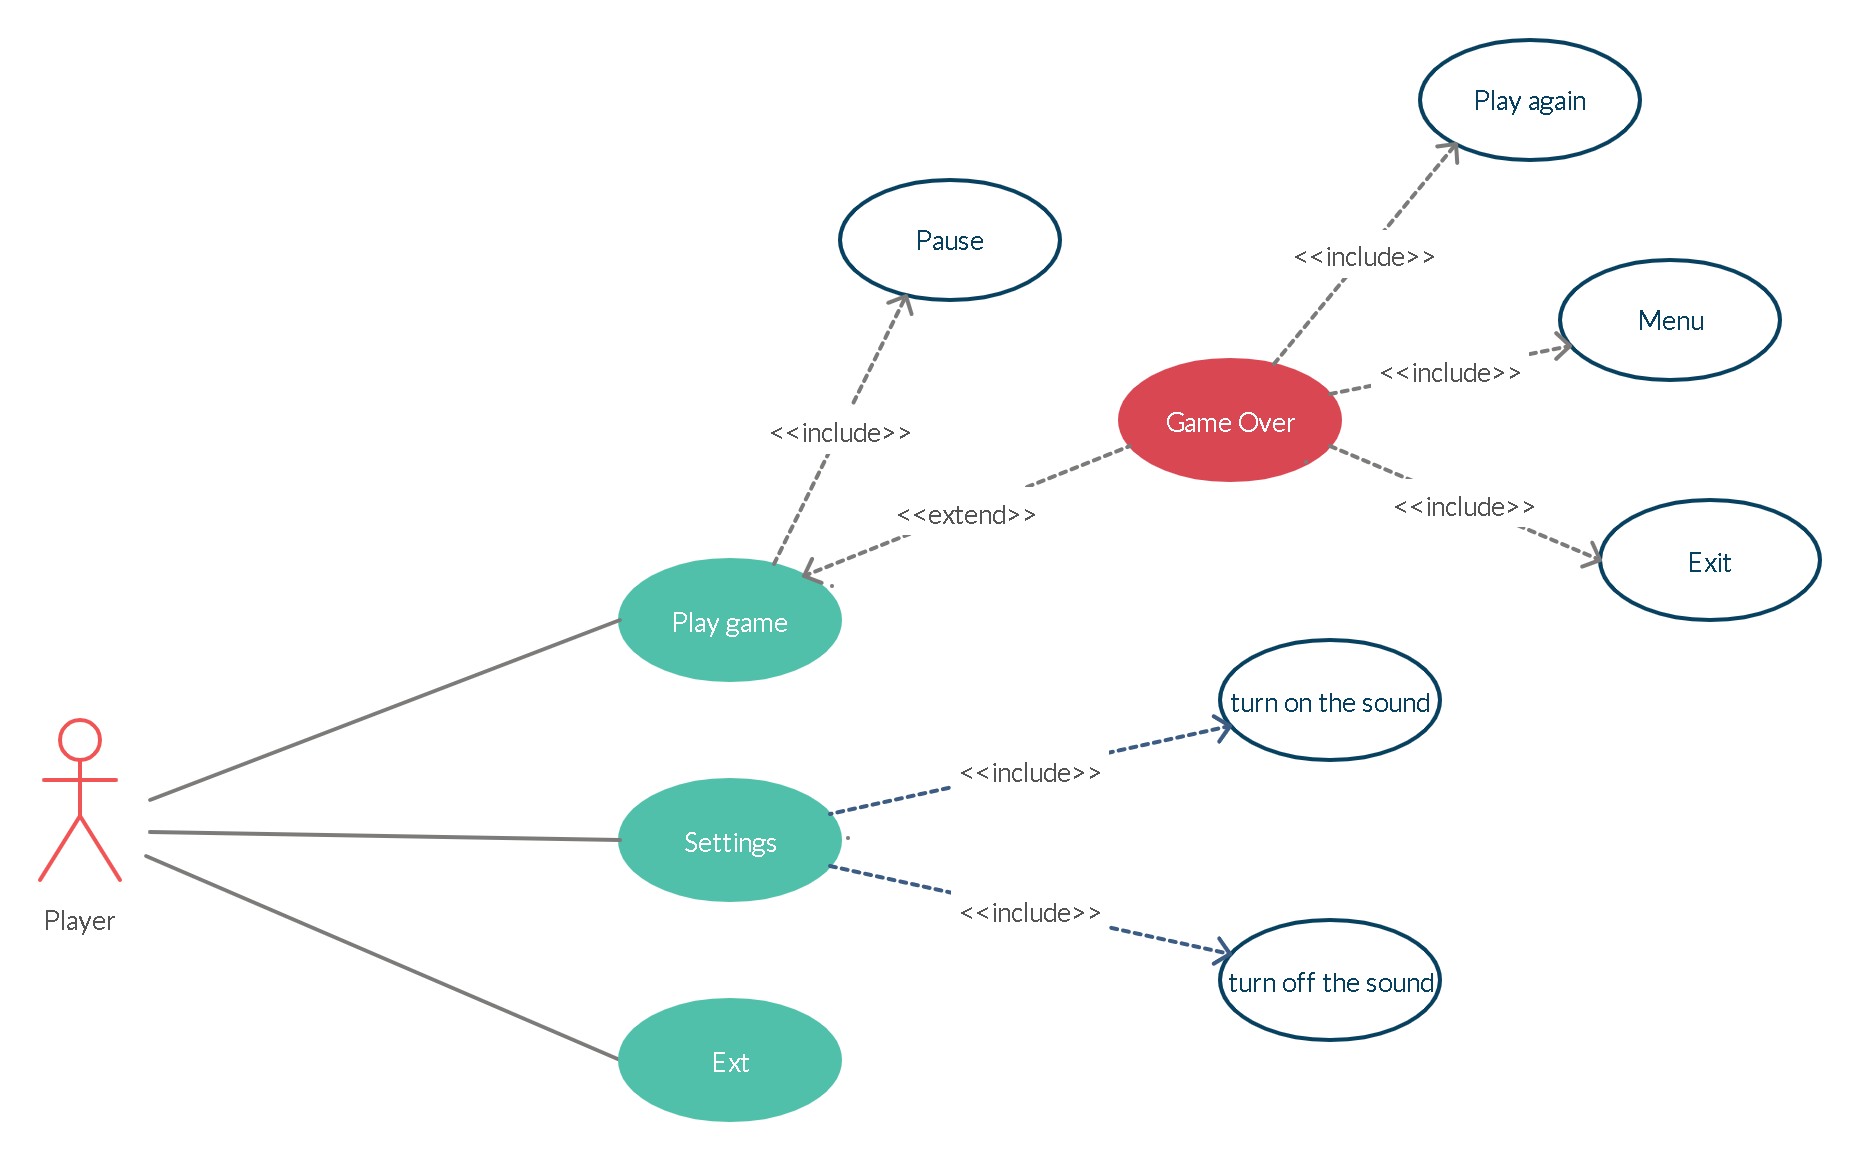 Play again
Pause
<<include>>
Menu
<<include>>
Game Over
<<include>>
<<include>>
<<extend>>
Exit
Play game
turn on the sound
<<include>>
Settings
<<include>>
Player
turn off the sound
Ext